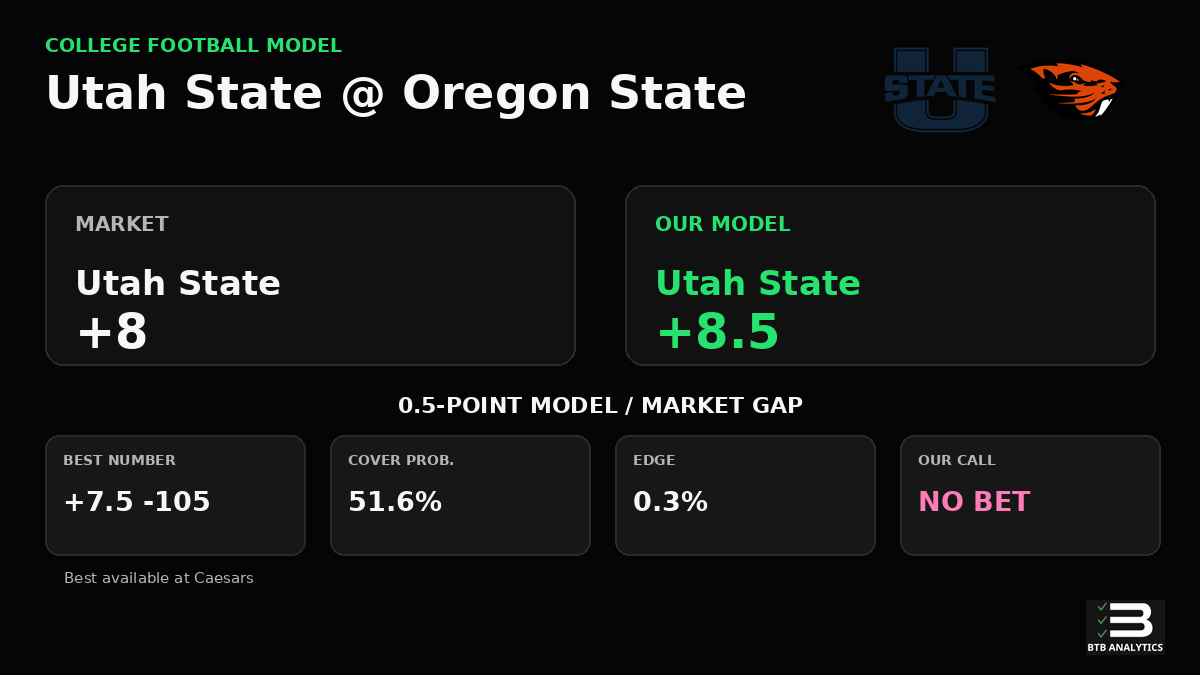 COLLEGE FOOTBALL MODEL
Utah State @ Oregon State
U STATE
MARKET
Utah State
+8
OUR MODEL
Utah State
+8.5
0.5-POINT MODEL / MARKET GAP
BEST NUMBER
+7.5 -105
COVER PROB.
51.6%
EDGE
0.3%
OUR CALL
NO BET
Best available at Caesars
B
BTB ANALYTICS